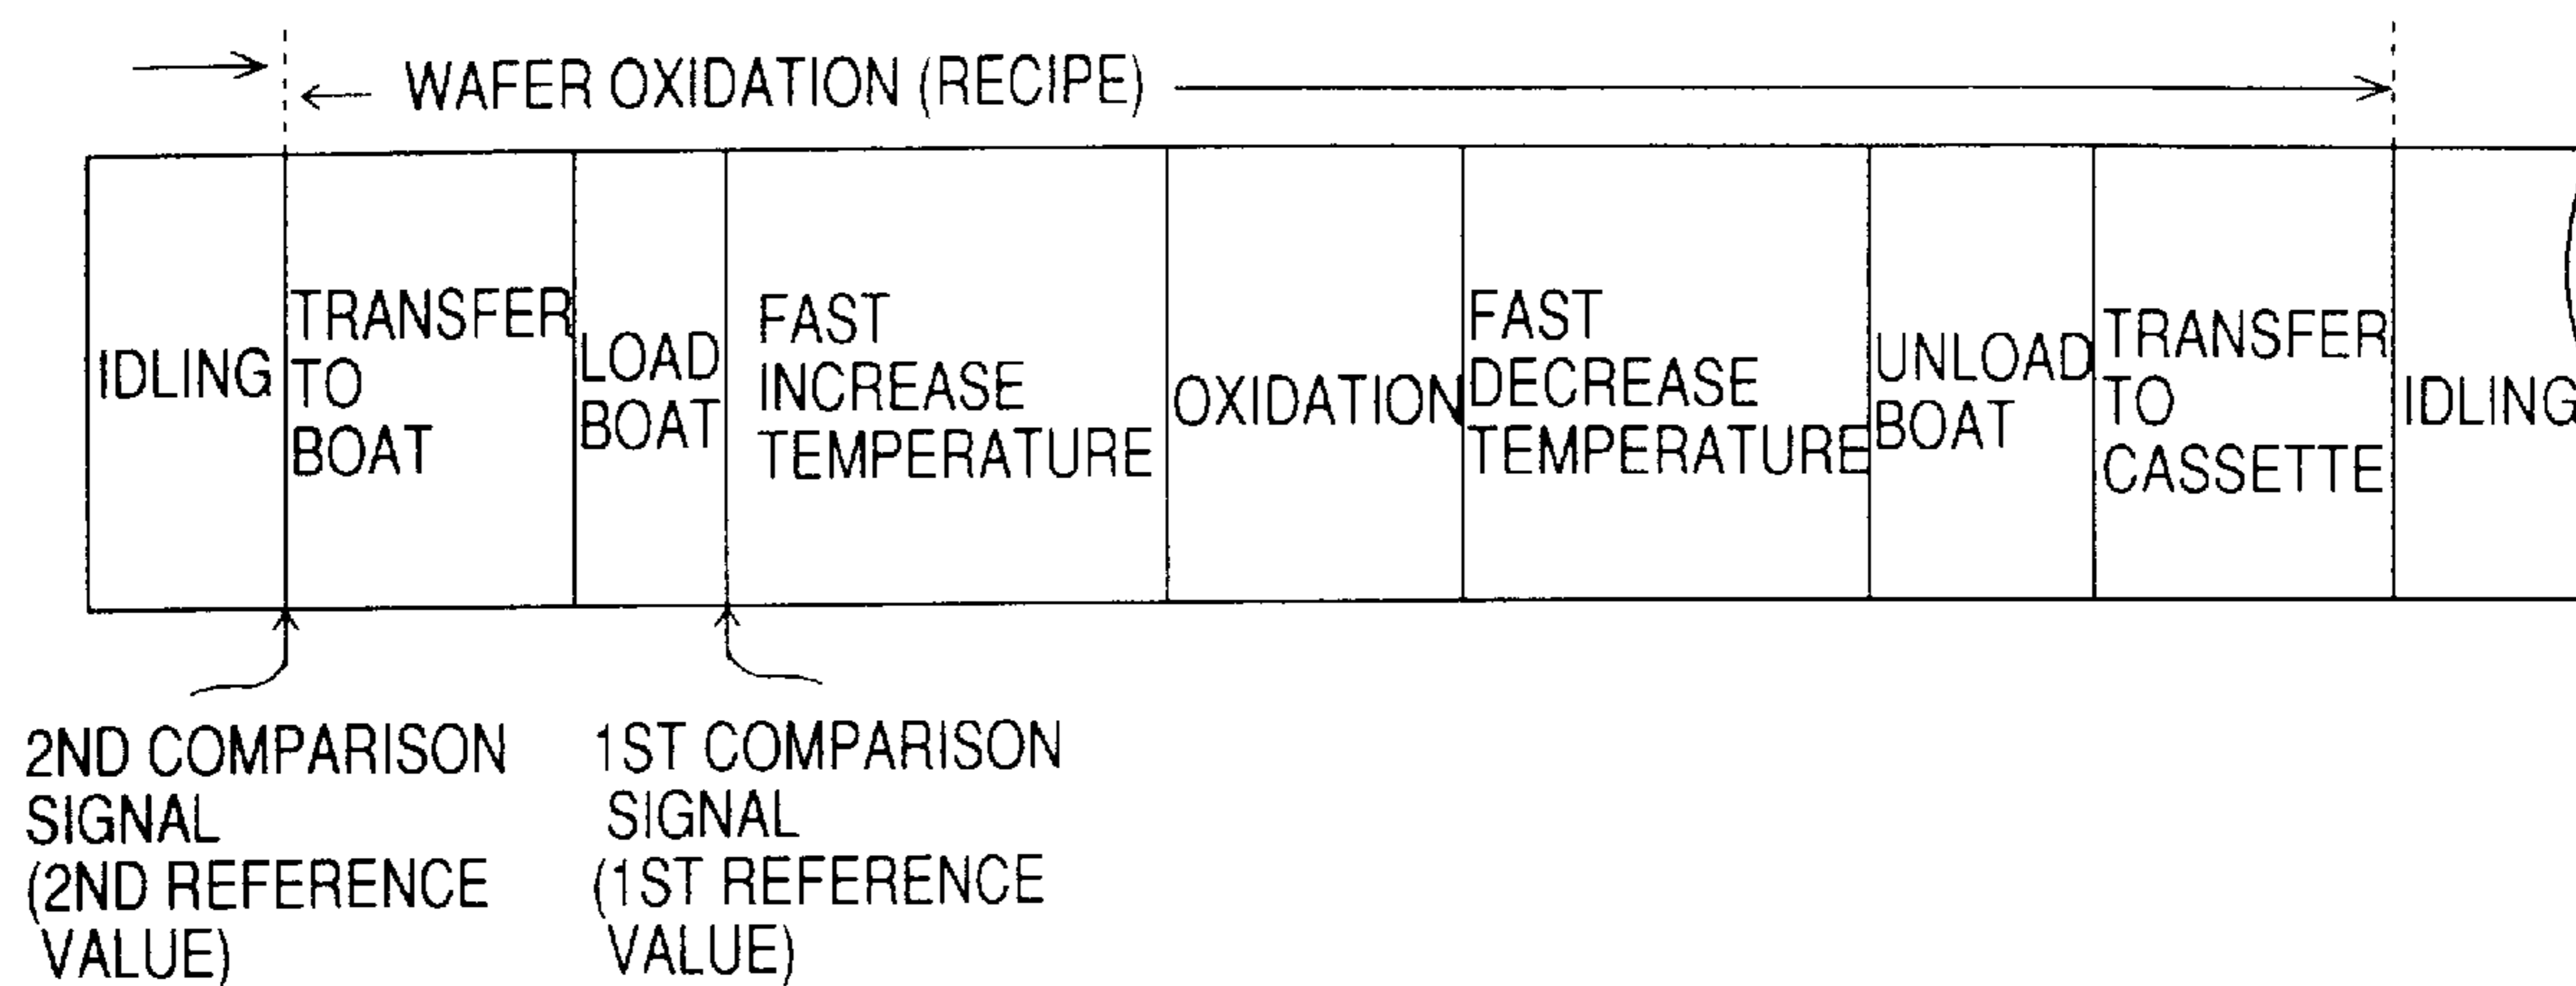 WAFER OXIDATION (RECIPE)
IDLING
TRANSFER
TO
BOAT
LOAD
BOAT
FAST
INCREASE
TEMPERATURE
OXIDATION
FAST
DECREASE
TEMPERATURE
UNLOAD
BOAT
TRANSFER
TO
CASSETTE
IDLING
2ND COMPARISON
SIGNAL
(2ND REFERENCE
VALUE)
1ST COMPARISON
SIGNAL
(1ST REFERENCE
VALUE)